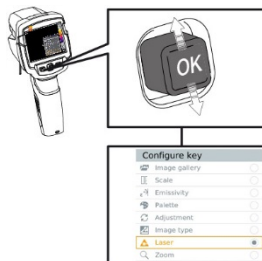 OK
Configure key
Image gallery
Scale
Emissivity
Palette
Adjustment
Image type
Laser
Zoom